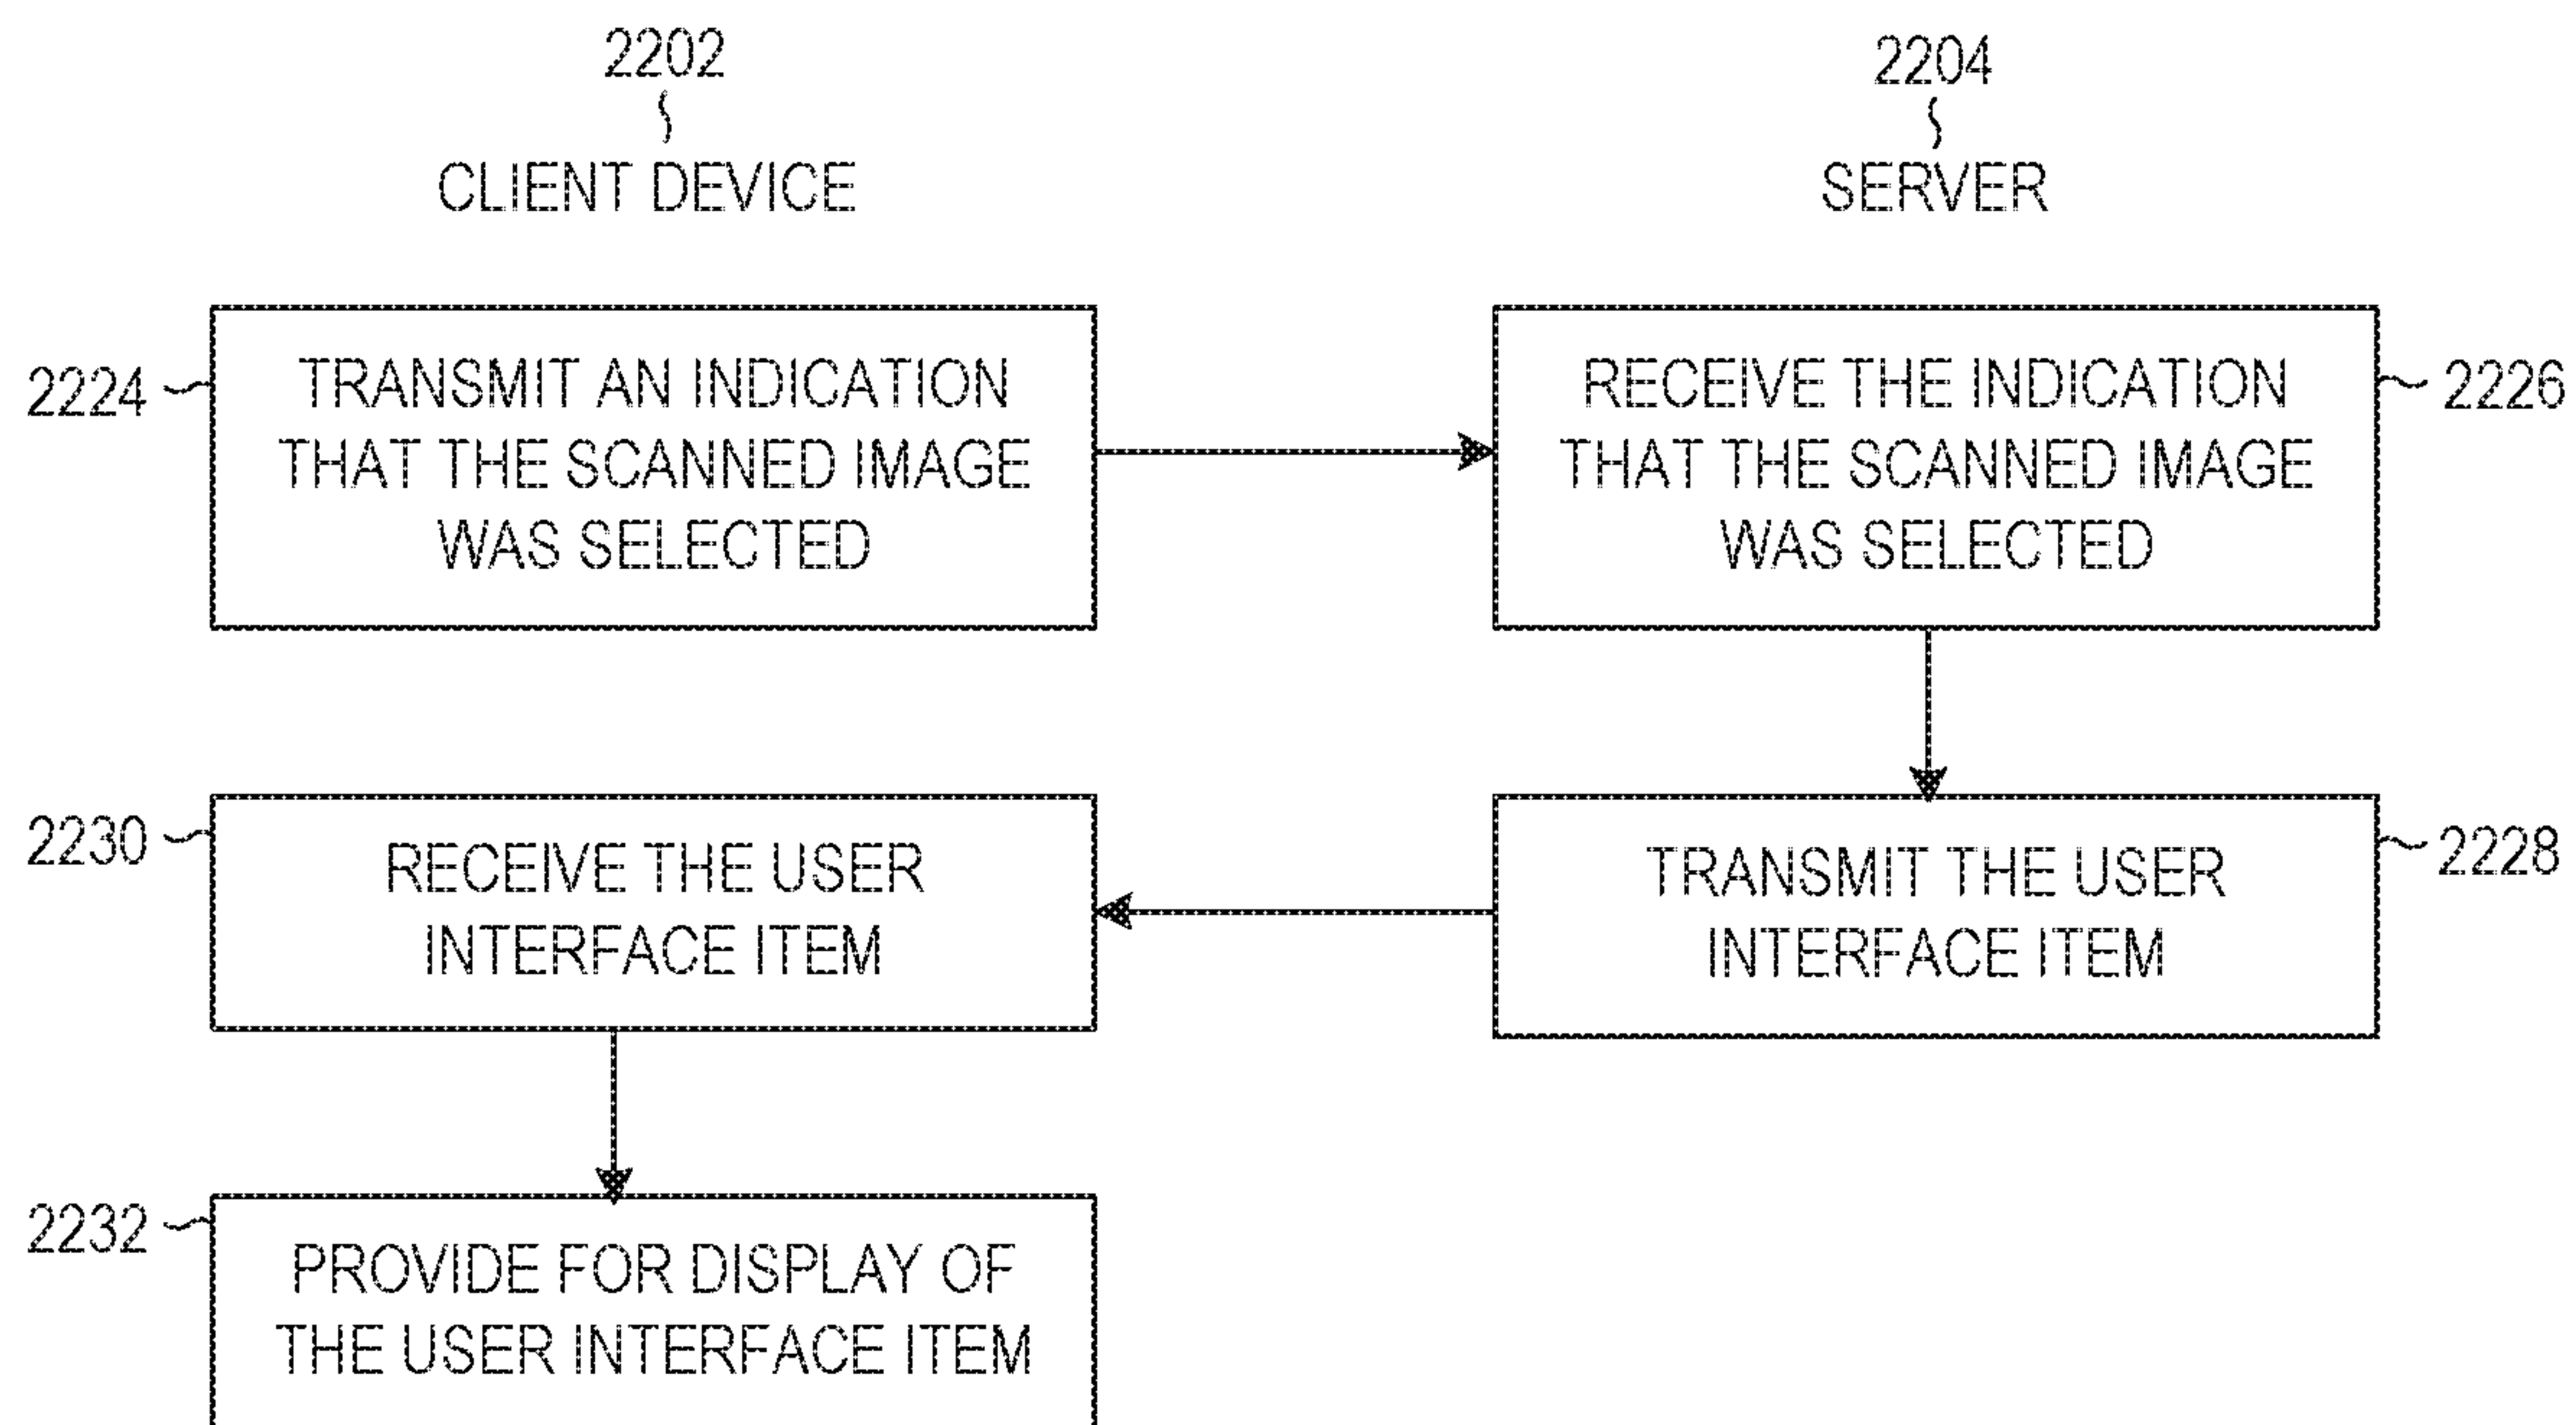 2202
CLIENT DEVICE
2204
SERVER
2224
TRANSMIT AN INDICATION
THAT THE SCANNED IMAGE
WAS SELECTED
RECEIVE THE INDICATION
THAT THE SCANNED IMAGE
WAS SELECTED
2226
2230
RECEIVE THE USER
INTERFACE ITEM
TRANSMIT THE USER
INTERFACE ITEM
2228
2232
PROVIDE FOR DISPLAY OF
THE USER INTERFACE ITEM